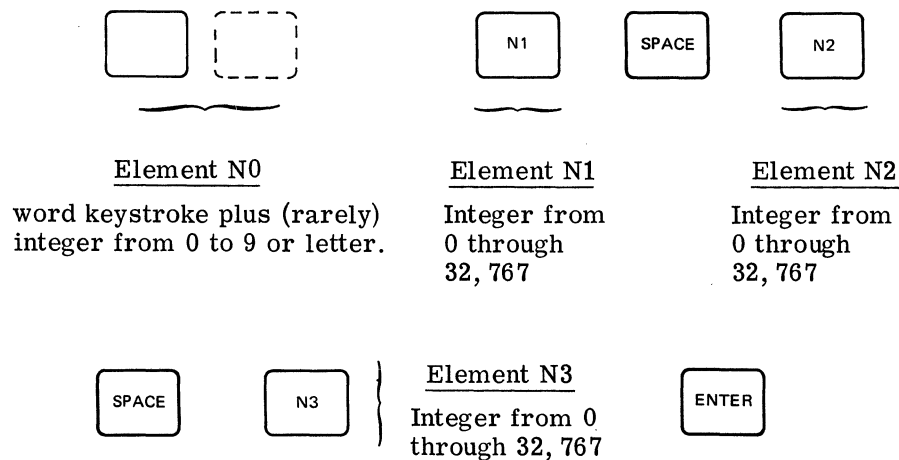 N1
SPACE
N2
Element N0
word keystroke plus (rarely)
integer from 0 to 9 or letter.
Element N1
Integer from
0 through
32, 767
Element N2
Integer from
0 through
32, 767
SPACE
N3
Element N3
Integer from 0
through 32, 767
ENTER